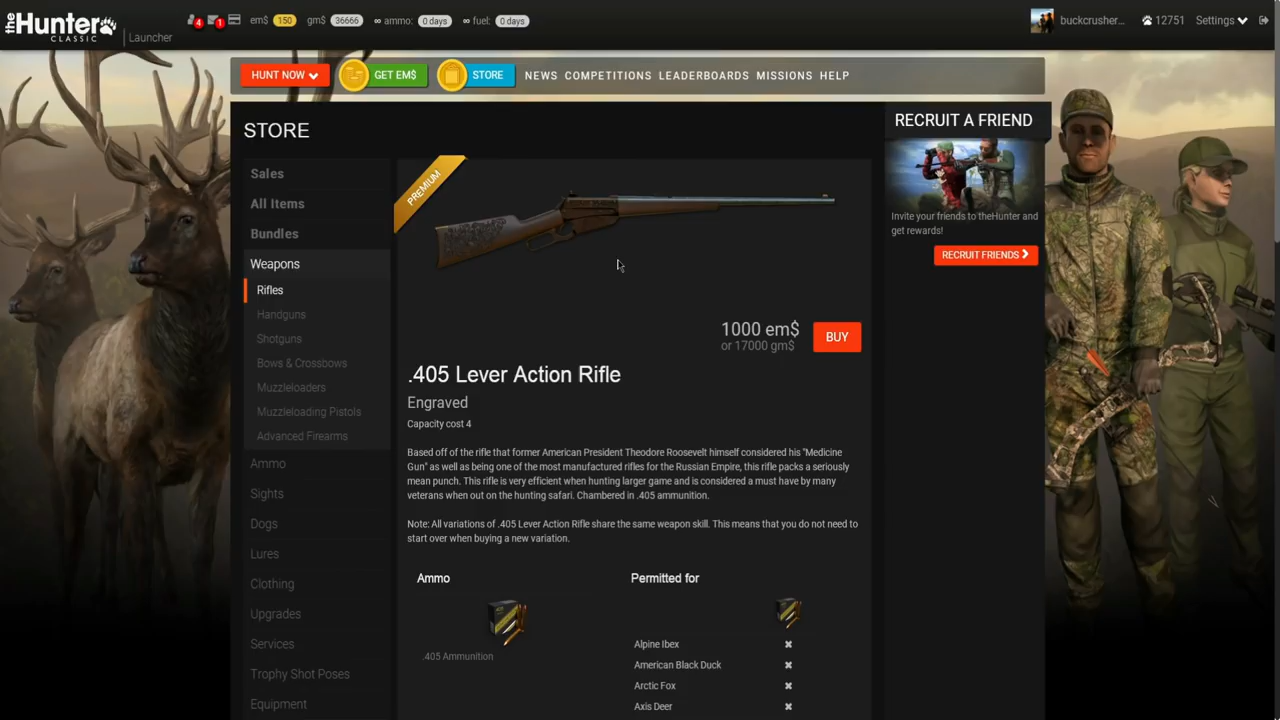 the Hunter CLASSIC
Launcher
4
1
em$ 150 gm$ 36666 ∞ ammo: 0 days ∞ fuel: 0 days
buckcrusher... 12751 Settings
HUNT NOW
GET EM$
STORE
NEWS COMPETITIONS LEADERBOARDS MISSIONS HELP
STORE
Sales
All Items
Bundles
Weapons
Rifles
Handguns
Shotguns
Bows & Crossbows
Muzzleloaders
Muzzleloading Pistols
Advanced Firearms
Ammo
Sights
Dogs
Lures
Clothing
Upgrades
Services
Trophy Shot Poses
Equipment
PREMIUM
1000 em$
or 17000 gm$
BUY
.405 Lever Action Rifle
Engraved
Capacity cost 4
Based off of the rifle that former American President Theodore Roosevelt himself considered his "Medicine
Gun" as well as being one of the most manufactured rifles for the Russian Empire, this rifle packs a seriously
mean punch. This rifle is very efficient when hunting larger game and is considered a must have by many
veterans when out on the hunting safari. Chambered in .405 ammunition.
Note: All variations of .405 Lever Action Rifle share the same weapon skill. This means that you do not need to
start over when buying a new variation.
Ammo
.405 Ammunition
Permitted for
Alpine Ibex
American Black Duck
Arctic Fox
Axis Deer
RECRUIT A FRIEND
Invite your friends to theHunter and
get rewards!
RECRUIT FRIENDS